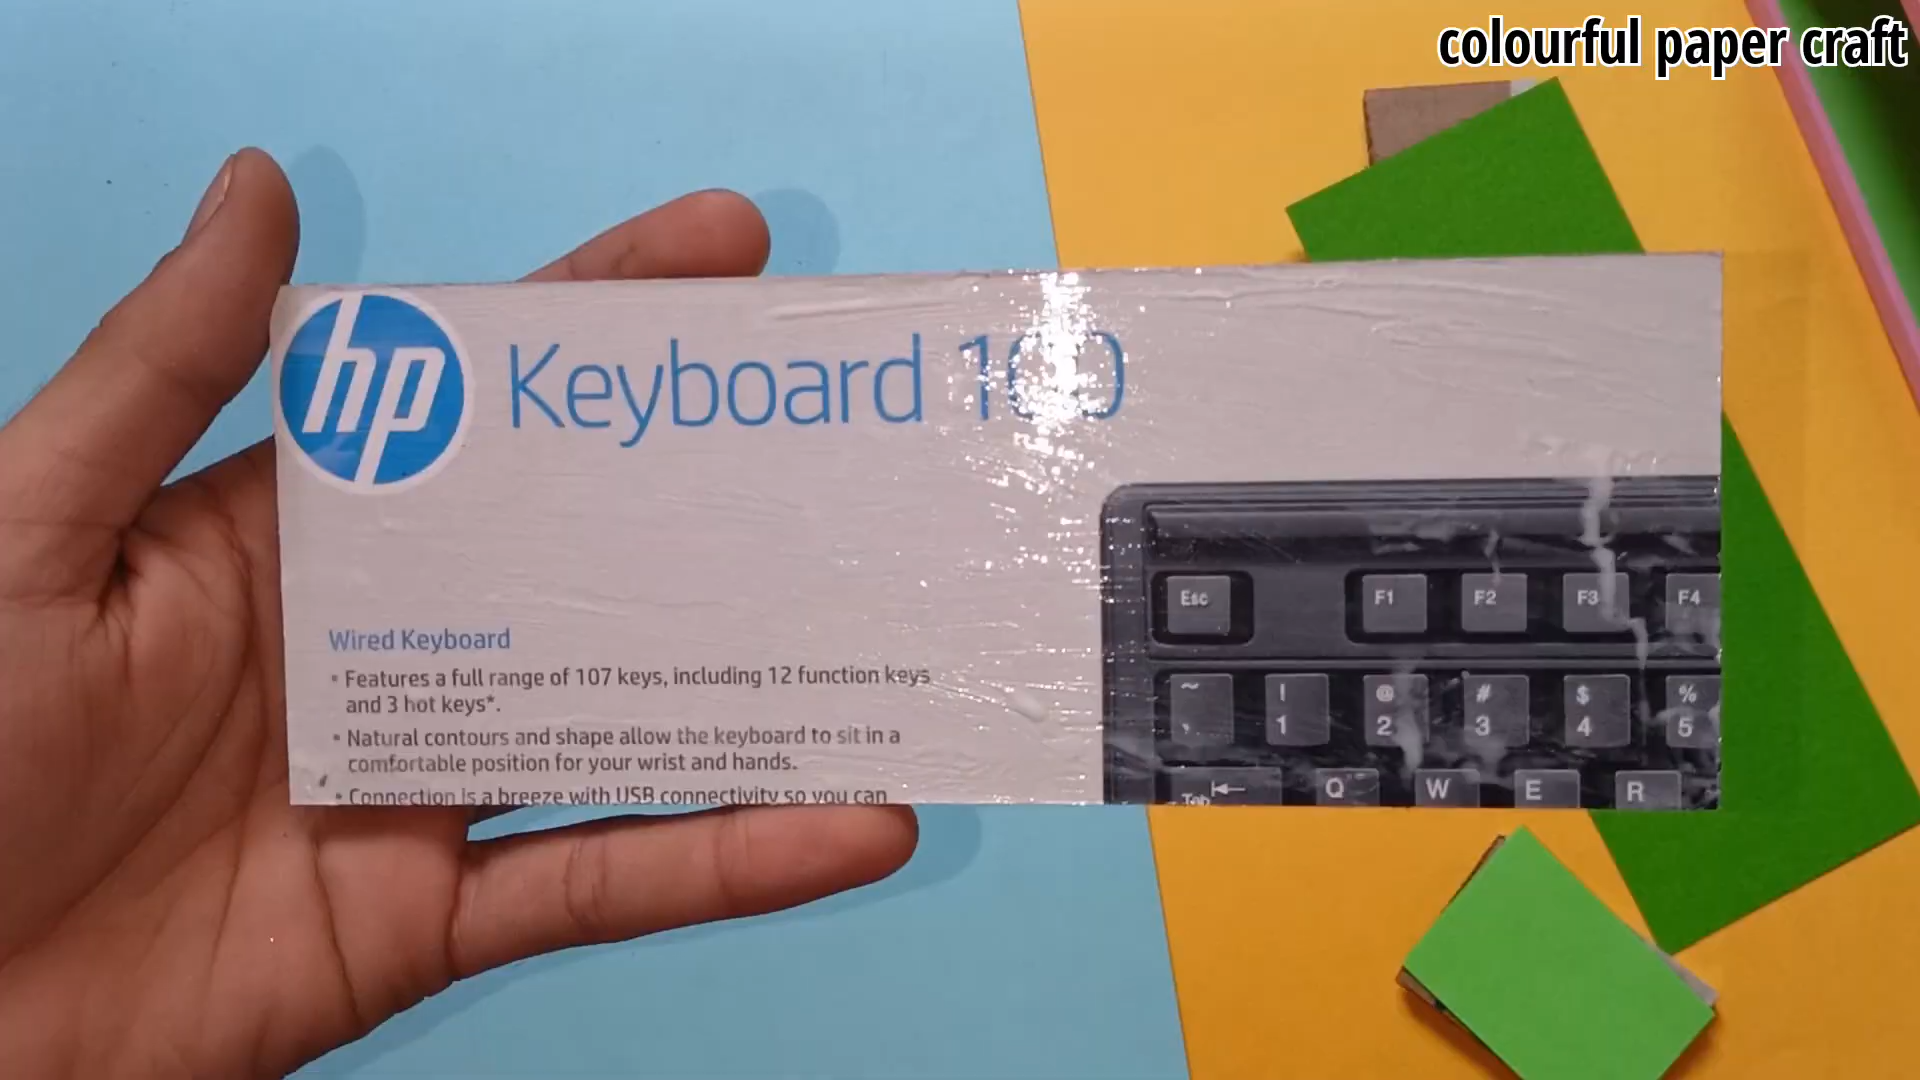 colourful paper craft
hp
Keyboard 100
Wired Keyboard
• Features a full range of 107 keys, including 12 function keys
and 3 hot keys*.
• Natural contours and shape allow the keyboard to sit in a
comfortable position for your wrist and hands.
• Connection is a breeze with USB connectivity so you can
Esc F1 F2 F3 F4
~ ! @ # $ %
, 1 2 3 4 5
Tab Q W E R